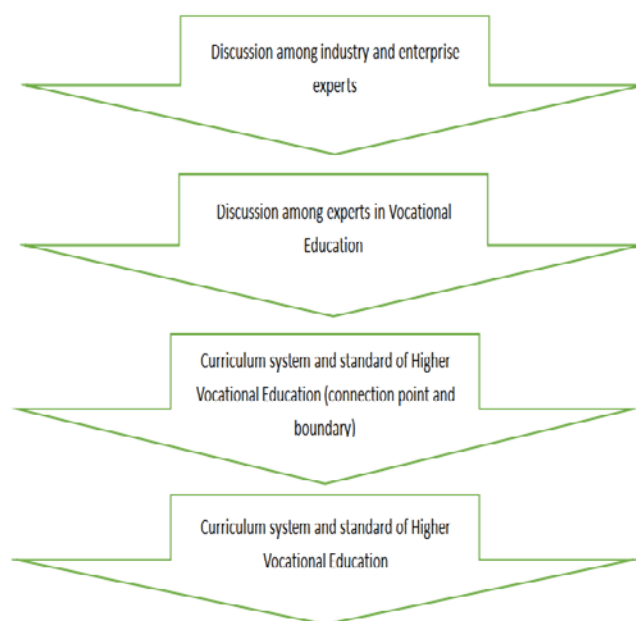 Discussion among industry and enterprise
experts
Discussion among experts in Vocational
Education
Curriculum system and standard of Higher
Vocational Education (connection point and
boundary)
Curriculum system and standard of Higher
Vocational Education